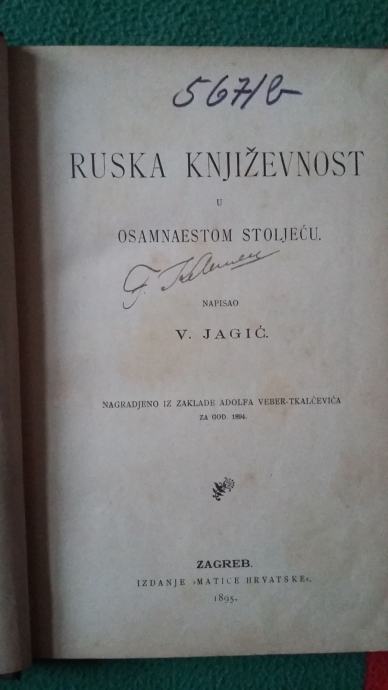 567/b
RUSKA KNJIŽEVNOST
U
OSAMNAESTOM STOLJEĆU.
NAPISAO
V. JAGIĆ.
NAGRADJENO IZ ZAKLADE ADOLFA VEBER-TKALČEVIĆA
ZA GOD. 1894.
ZAGREB.
IZDANJE »MATICE HRVATSKE«.
1895.